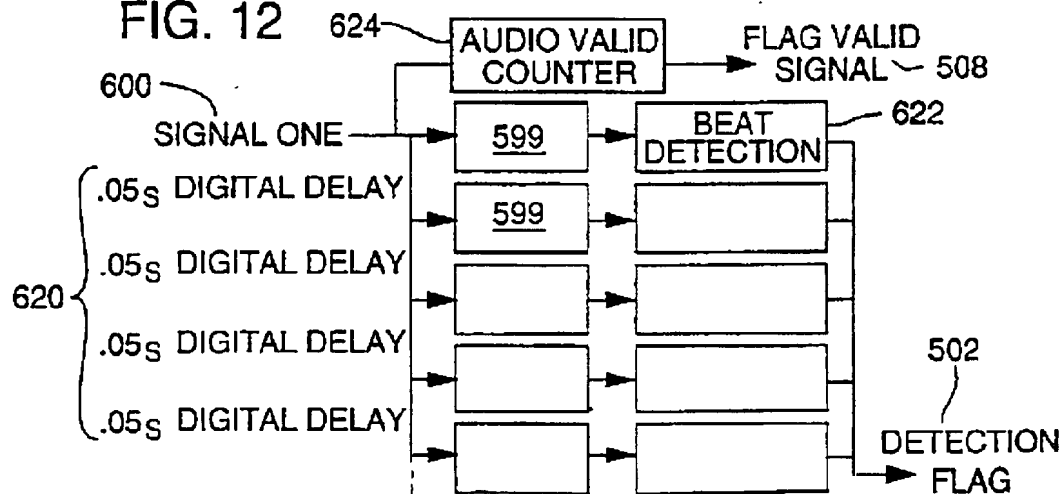 FIG. 12
624
AUDIO VALID
COUNTER
FLAG VALID
SIGNAL
508
600
SIGNAL ONE
599
BEAT
DETECTION
622
.05s DIGITAL DELAY
599
.05s DIGITAL DELAY
620
.05s DIGITAL DELAY
.05s DIGITAL DELAY
502
DETECTION
FLAG